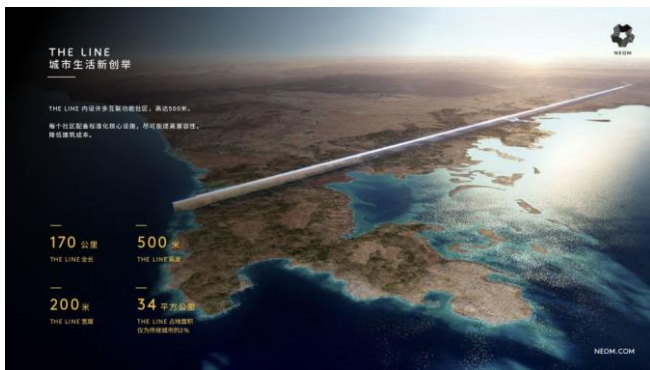 THE LINE
城市生活新创举
NEOM
THE LINE 内设许多互联功能社区，高达500米。
每个社区配备标准化核心设施，尽可能提高兼容性，
降低建筑成本。
170 公里
THE LINE 全长
500 米
THE LINE 高度
200 米
THE LINE 宽度
34 平方公里
THE LINE 占地面积
仅为传统城市的2%
NEOM.COM